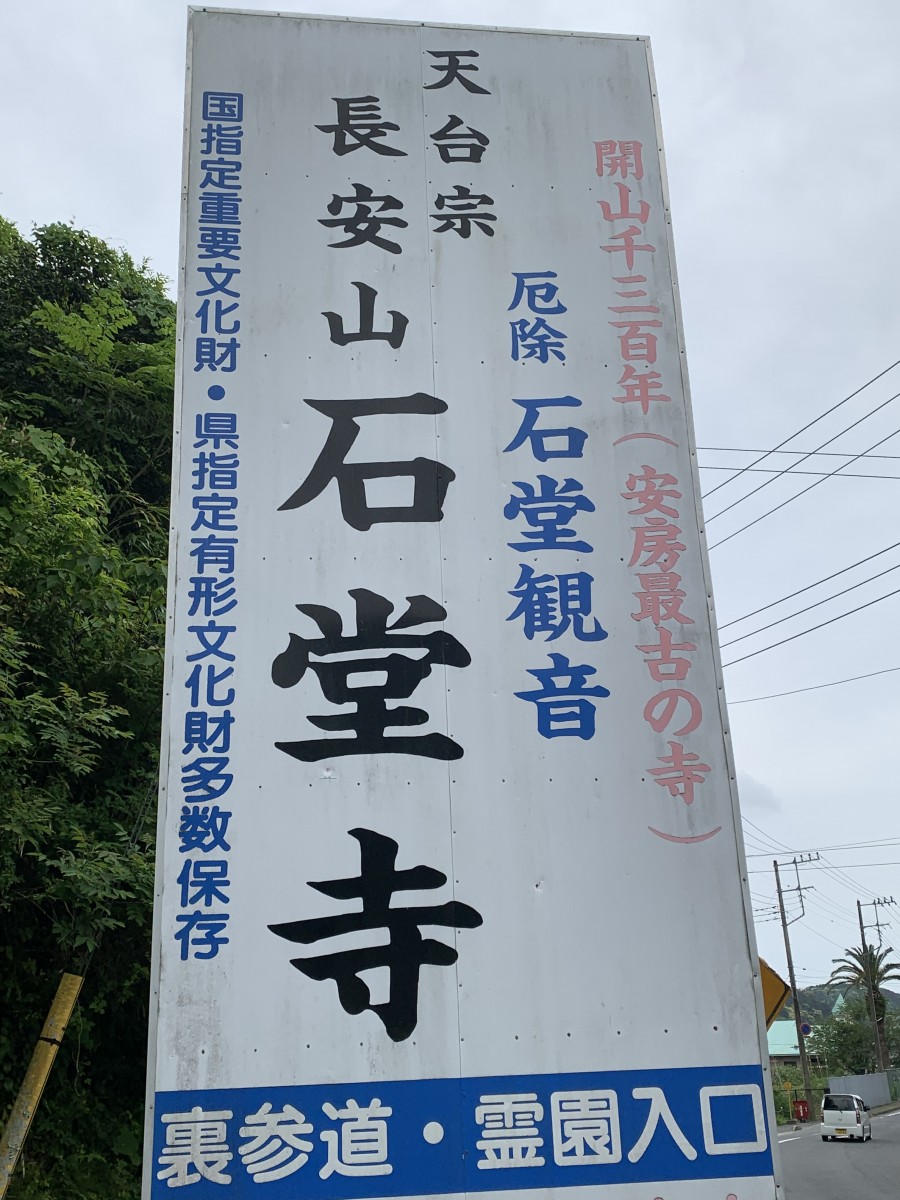 開山千三百年（安房最古の寺）
厄除 石堂観音
天台宗
長安山 石堂寺
国指定重要文化財・県指定有形文化財多数保存
裏参道・霊園入口